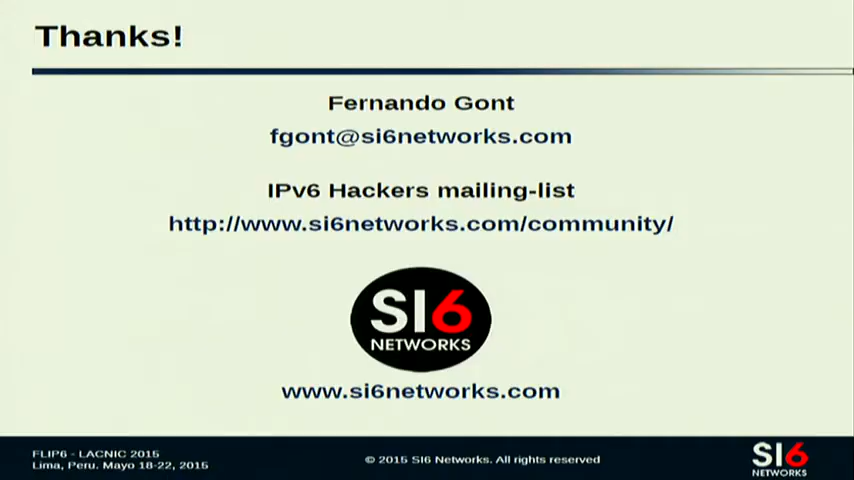 Thanks!
Fernando Gont
fgont@si6networks.com
IPv6 Hackers mailing-list
http://www.si6networks.com/community/
SI6
NETWORKS
www.si6networks.com
FLIP6 - LACNIC 2015
Lima, Peru. Mayo 18-22, 2015
© 2015 SI6 Networks. All rights reserved
SI6
NETWORKS